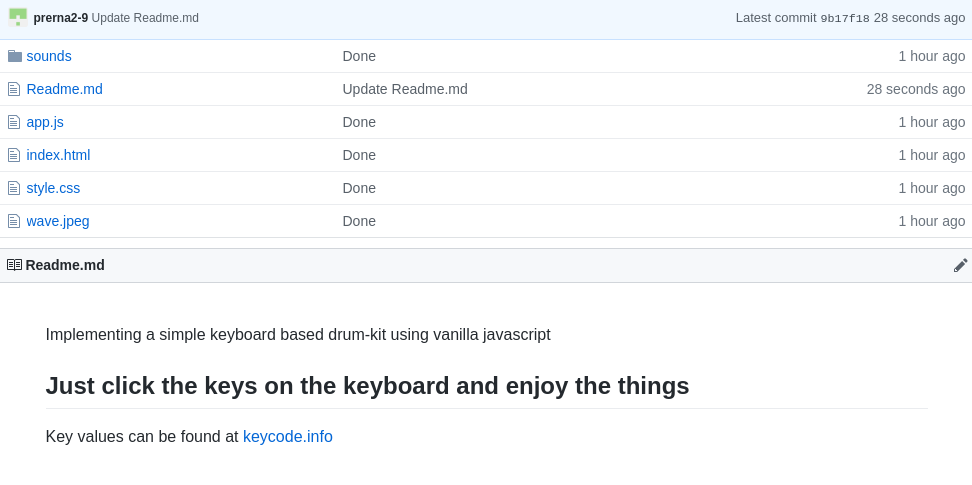 prerna2-9 Update Readme.md Latest commit 9b17f18 28 seconds ago
sounds Done 1 hour ago
Readme.md Update Readme.md 28 seconds ago
app.js Done 1 hour ago
index.html Done 1 hour ago
style.css Done 1 hour ago
wave.jpeg Done 1 hour ago
Readme.md
Implementing a simple keyboard based drum-kit using vanilla javascript
Just click the keys on the keyboard and enjoy the things
Key values can be found at keycode.info